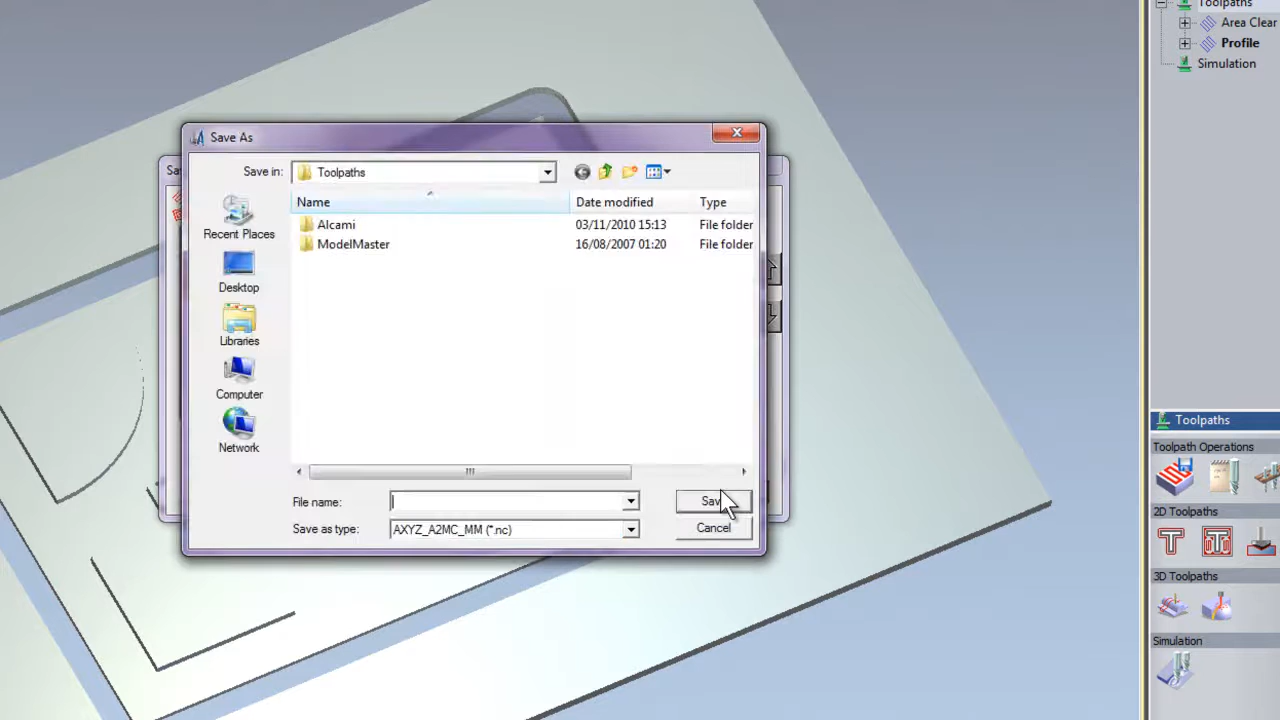 Toolpaths
Area Clear
Profile
Simulation
Save As
Save in:
Toolpaths
Name
Date modified
Type
Alcami
03/11/2010 15:13
File folder
ModelMaster
16/08/2007 01:20
File folder
Recent Places
Desktop
Libraries
Computer
Network
File name:
Save as type:
AXYZ_A2MC_MM (*.nc)
Cancel
Toolpaths
Toolpath Operations
2D Toolpaths
3D Toolpaths
Simulation